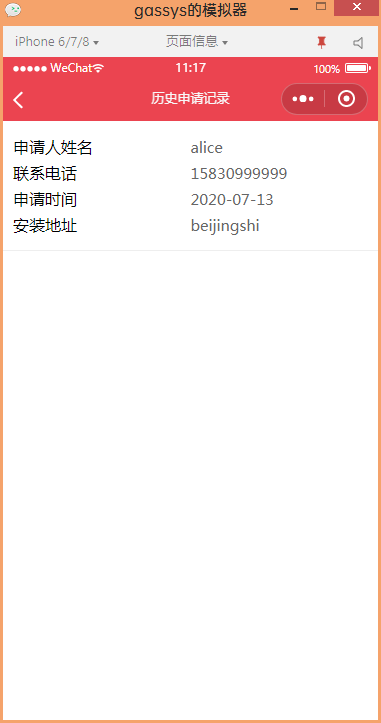 gassys的模拟器
iPhone 6/7/8 页面信息
WeChat 11:17 100%
历史申请记录
申请人姓名 alice
联系电话 15830999999
申请时间 2020-07-13
安装地址 beijingshi